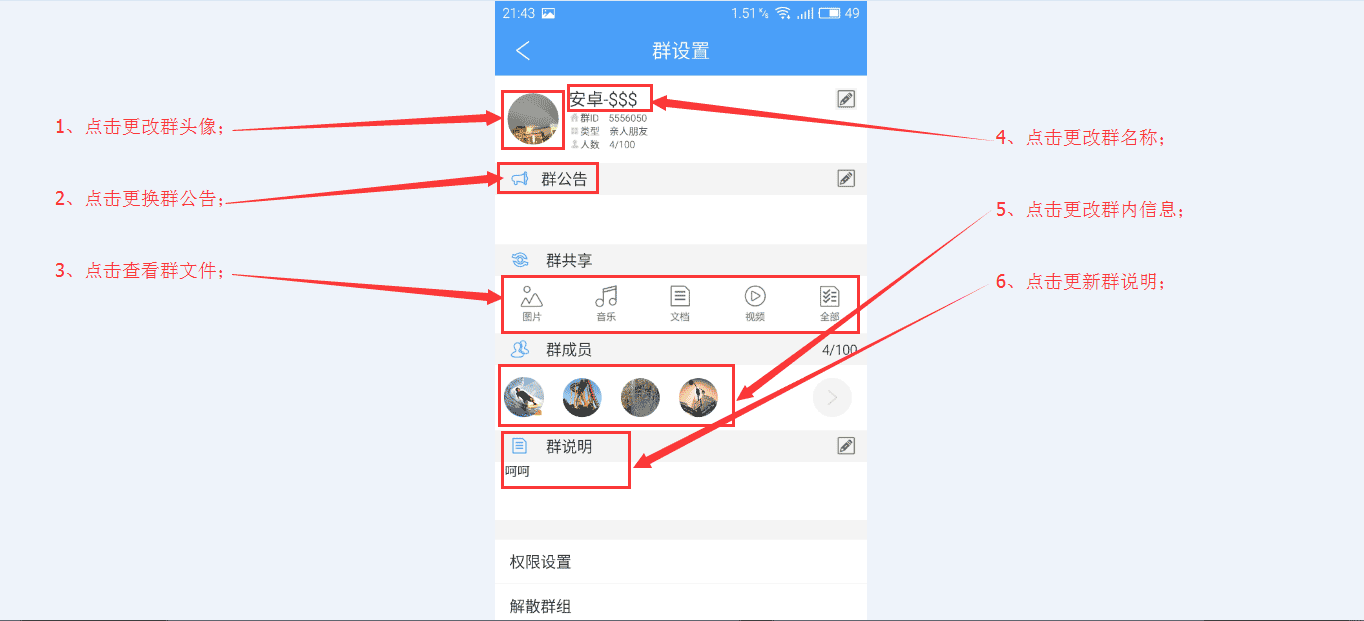 21:43
1.51 K/s
49
群设置
安卓-$$$
群ID 5556050
类型 亲人朋友
人数 4/100
群公告
群共享
图片
音乐
文档
视频
全部
群成员
4/100
群说明
呵呵
权限设置
解散群组
1、点击更改群头像;
2、点击更换群公告;
3、点击查看群文件;
4、点击更改群名称;
5、点击更改群内信息;
6、点击更新群说明;